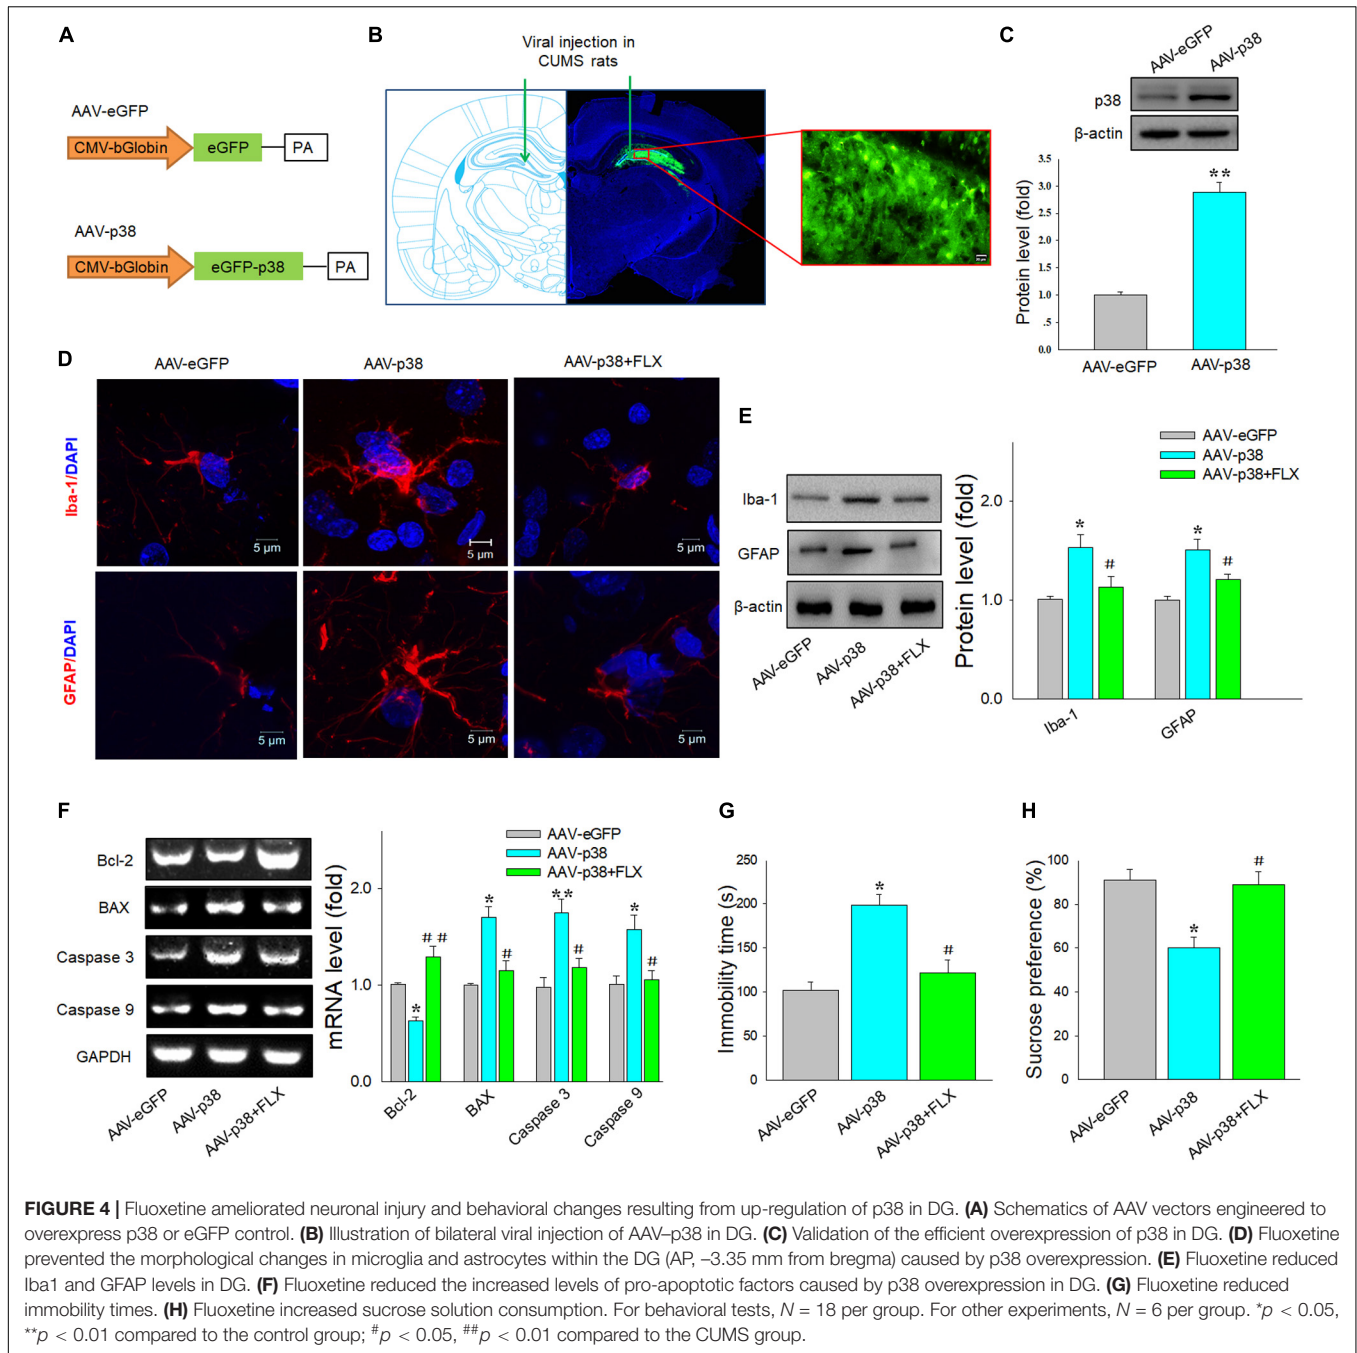 A
AAV-eGFP
CMV-bGlobin eGFP PA
AAV-p38
CMV-bGlobin eGFP-p38 PA
B
Viral injection in
CUMS rats
C
AAV-eGFP AAV-p38
p38
β-actin
Protein level (fold)
3.5
3.0
2.5
2.0
1.5
1.0
.5
0.0
**
AAV-eGFP AAV-p38
D
AAV-eGFP AAV-p38 AAV-p38+FLX
Iba-1/DAPI
5 µm 5 µm 5 µm
GFAP/DAPI
5 µm 5 µm 5 µm
E
Iba-1
GFAP
β-actin
AAV-eGFP AAV-p38 AAV-p38+FLX
AAV-eGFP
AAV-p38
AAV-p38+FLX
Protein level (fold)
2.0
1.0
0.0
* # * #
Iba-1 GFAP
F
Bcl-2
BAX
Caspase 3
Caspase 9
GAPDH
AAV-eGFP AAV-p38 AAV-p38+FLX
AAV-eGFP
AAV-p38
AAV-p38+FLX
mRNA level (fold)
2.0
1.0
0.0
* ## * # ** # * #
Bcl-2 BAX Caspase 3 Caspase 9
G
Immobility time (s)
250
200
150
100
50
0
* #
AAV-eGFP AAV-p38 AAV-p38+FLX
H
Sucrose preference (%)
100
80
60
40
20
0
* #
AAV-eGFP AAV-p38 AAV-p38+FLX
FIGURE 4 | Fluoxetine ameliorated neuronal injury and behavioral changes resulting from up-regulation of p38 in DG. (A) Schematics of AAV vectors engineered to
overexpress p38 or eGFP control. (B) Illustration of bilateral viral injection of AAV–p38 in DG. (C) Validation of the efficient overexpression of p38 in DG. (D) Fluoxetine
prevented the morphological changes in microglia and astrocytes within the DG (AP, –3.35 mm from bregma) caused by p38 overexpression. (E) Fluoxetine reduced
Iba1 and GFAP levels in DG. (F) Fluoxetine reduced the increased levels of pro-apoptotic factors caused by p38 overexpression in DG. (G) Fluoxetine reduced
immobility times. (H) Fluoxetine increased sucrose solution consumption. For behavioral tests, N = 18 per group. For other experiments, N = 6 per group. *p < 0.05,
**p < 0.01 compared to the control group; #p < 0.05, ##p < 0.01 compared to the CUMS group.